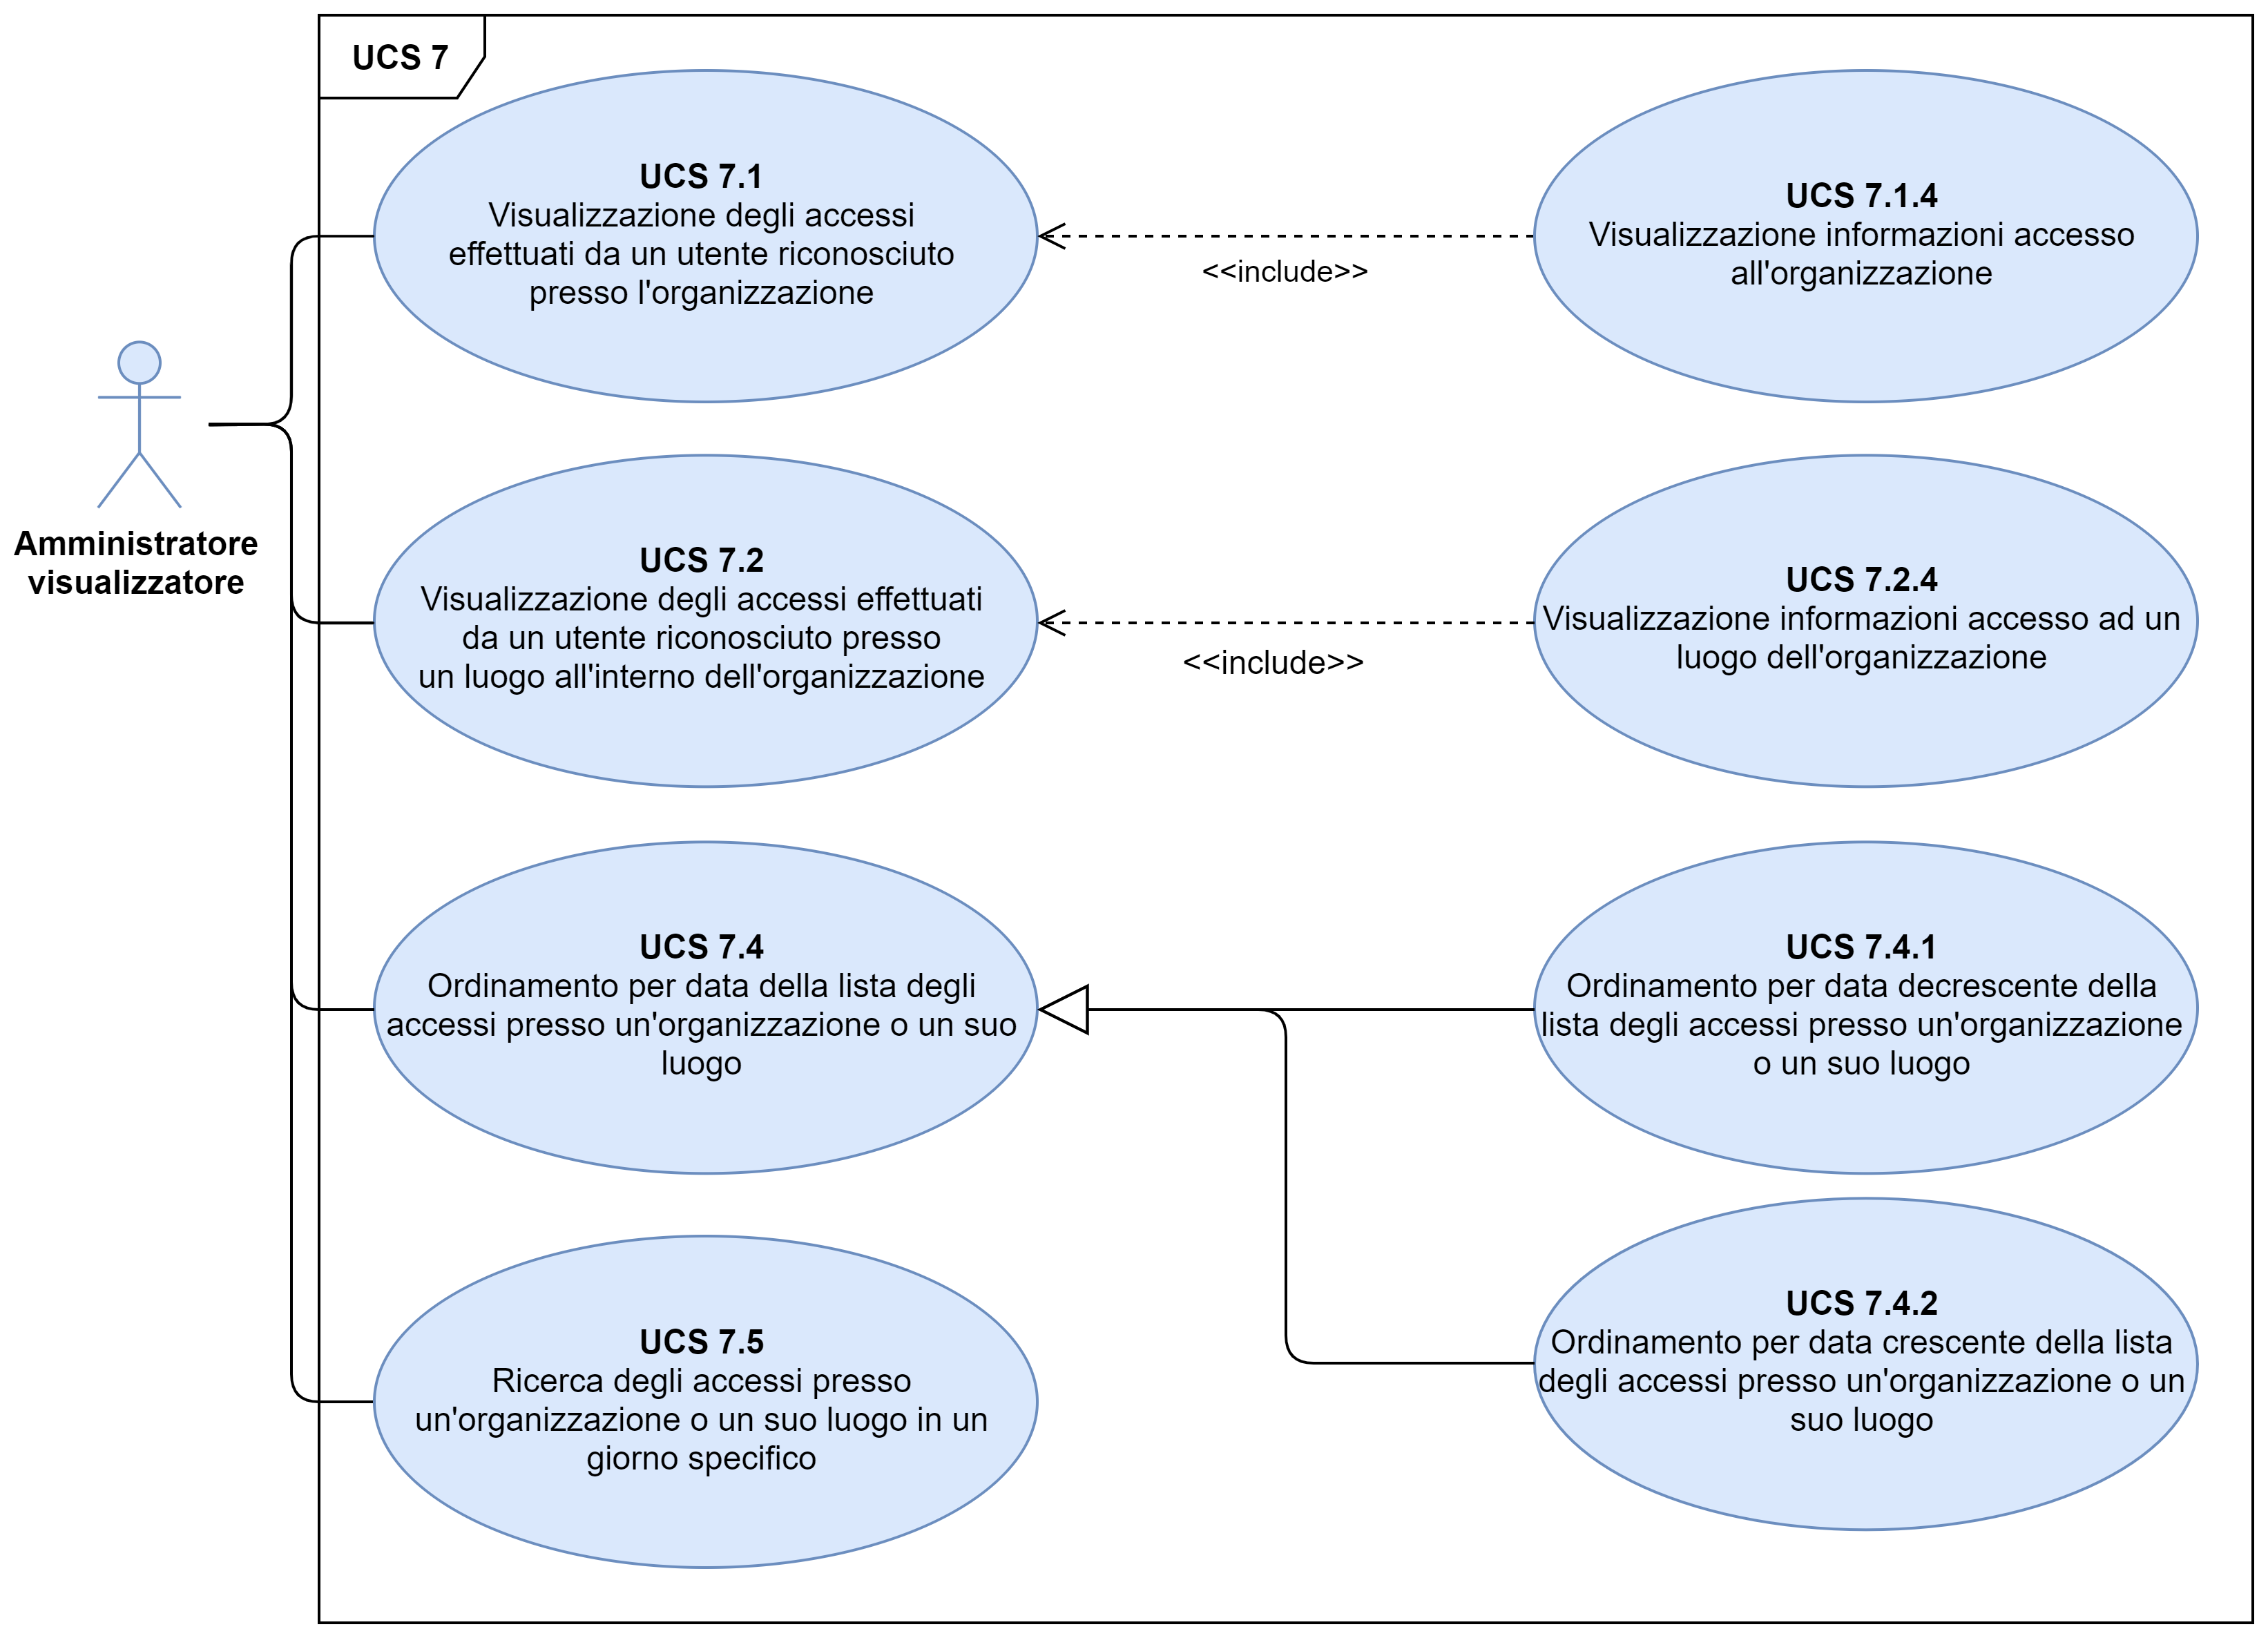 UCS 7
UCS 7.1
Visualizzazione degli accessi
effettuati da un utente riconosciuto
presso l'organizzazione
<<include>>
UCS 7.1.4
Visualizzazione informazioni accesso
all'organizzazione
Amministratore
visualizzatore
UCS 7.2
Visualizzazione degli accessi effettuati
da un utente riconosciuto presso
un luogo all'interno dell'organizzazione
<<include>>
UCS 7.2.4
Visualizzazione informazioni accesso ad un
luogo dell'organizzazione
UCS 7.4
Ordinamento per data della lista degli
accessi presso un'organizzazione o un suo
luogo
UCS 7.4.1
Ordinamento per data decrescente della
lista degli accessi presso un'organizzazione
o un suo luogo
UCS 7.5
Ricerca degli accessi presso
un'organizzazione o un suo luogo in un
giorno specifico
UCS 7.4.2
Ordinamento per data crescente della lista
degli accessi presso un'organizzazione o un
suo luogo